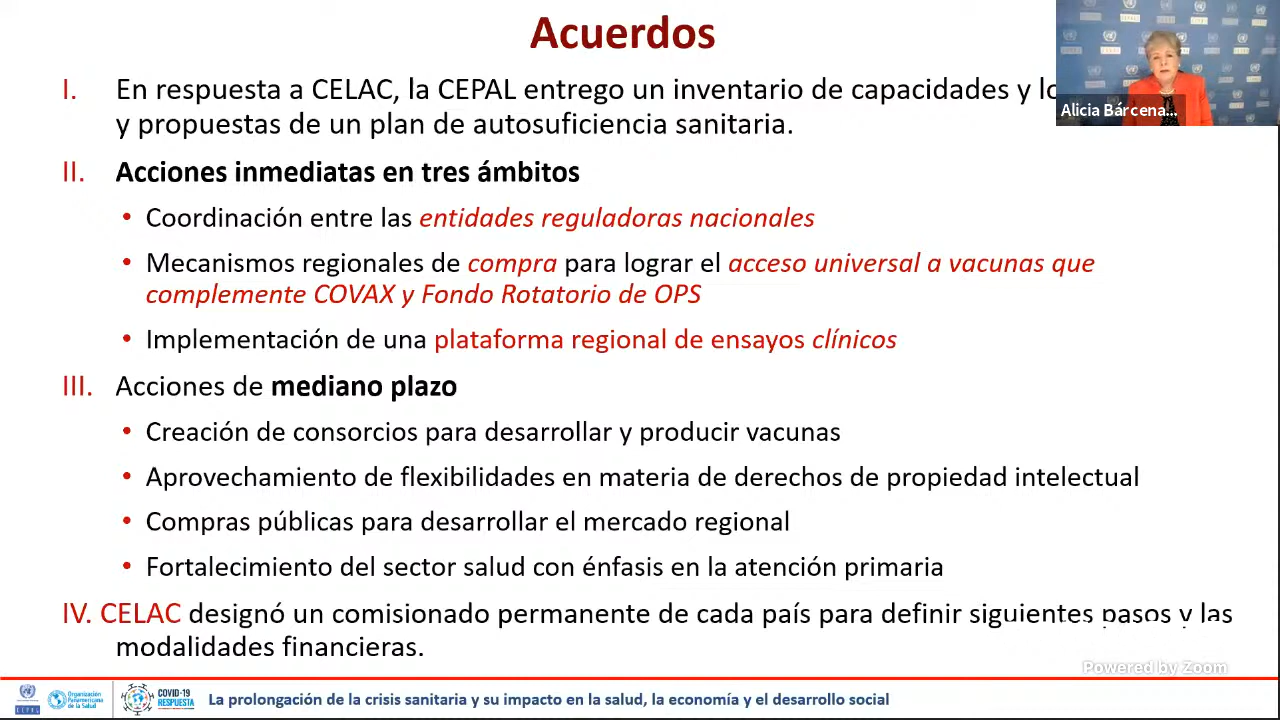 Acuerdos
I. En respuesta a CELAC, la CEPAL entrego un inventario de capacidades y
y propuestas de un plan de autosuficiencia sanitaria.
II. Acciones inmediatas en tres ámbitos
• Coordinación entre las entidades reguladoras nacionales
• Mecanismos regionales de compra para lograr el acceso universal a vacunas que
complemente COVAX y Fondo Rotatorio de OPS
• Implementación de una plataforma regional de ensayos clínicos
III. Acciones de mediano plazo
• Creación de consorcios para desarrollar y producir vacunas
• Aprovechamiento de flexibilidades en materia de derechos de propiedad intelectual
• Compras públicas para desarrollar el mercado regional
• Fortalecimiento del sector salud con énfasis en la atención primaria
IV. CELAC designó un comisionado permanente de cada país para definir siguientes pasos y las
modalidades financieras.
Alicia Bárcena...
Powered by Zoom
CEPAL
Organización
Panamericana
de la Salud
COVID-19
RESPUESTA
La prolongación de la crisis sanitaria y su impacto en la salud, la economía y el desarrollo social